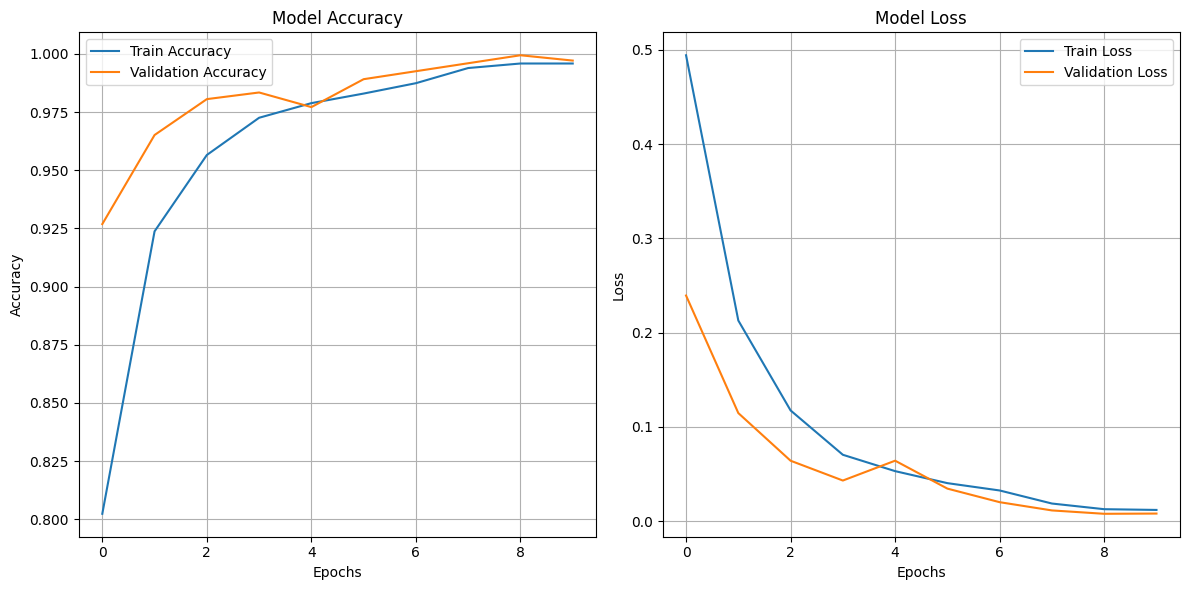 Model Accuracy
Train Accuracy
Validation Accuracy
1.000
0.975
0.950
0.925
0.900
0.875
0.850
0.825
0.800
Accuracy
0 2 4 6 8
Epochs
Model Loss
Train Loss
Validation Loss
0.5
0.4
0.3
0.2
0.1
0.0
Loss
0 2 4 6 8
Epochs